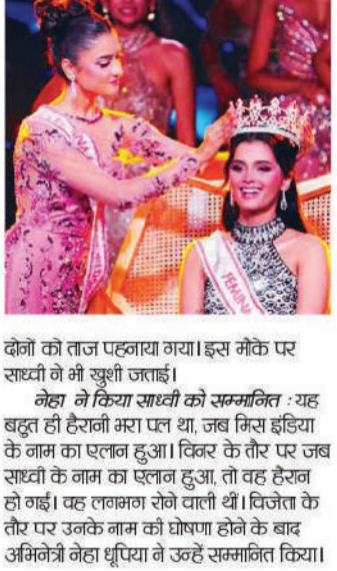 FEMINA
दोनों को ताज पहनाया गया। इस मौके पर
साध्वी ने भी खुशी जताई।
नेहा ने किया साध्वी को सम्मानित : यह
बहुत ही हैरानी भरा पल था, जब मिस इंडिया
के नाम का एलान हुआ। विनर के तौर पर जब
साध्वी के नाम का एलान हुआ, तो वह हैरान
हो गईं। वह लगभग रोने वाली थीं। विजेता के
तौर पर उनके नाम की घोषणा होने के बाद
अभिनेत्री नेहा धूपिया ने उन्हें सम्मानित किया।